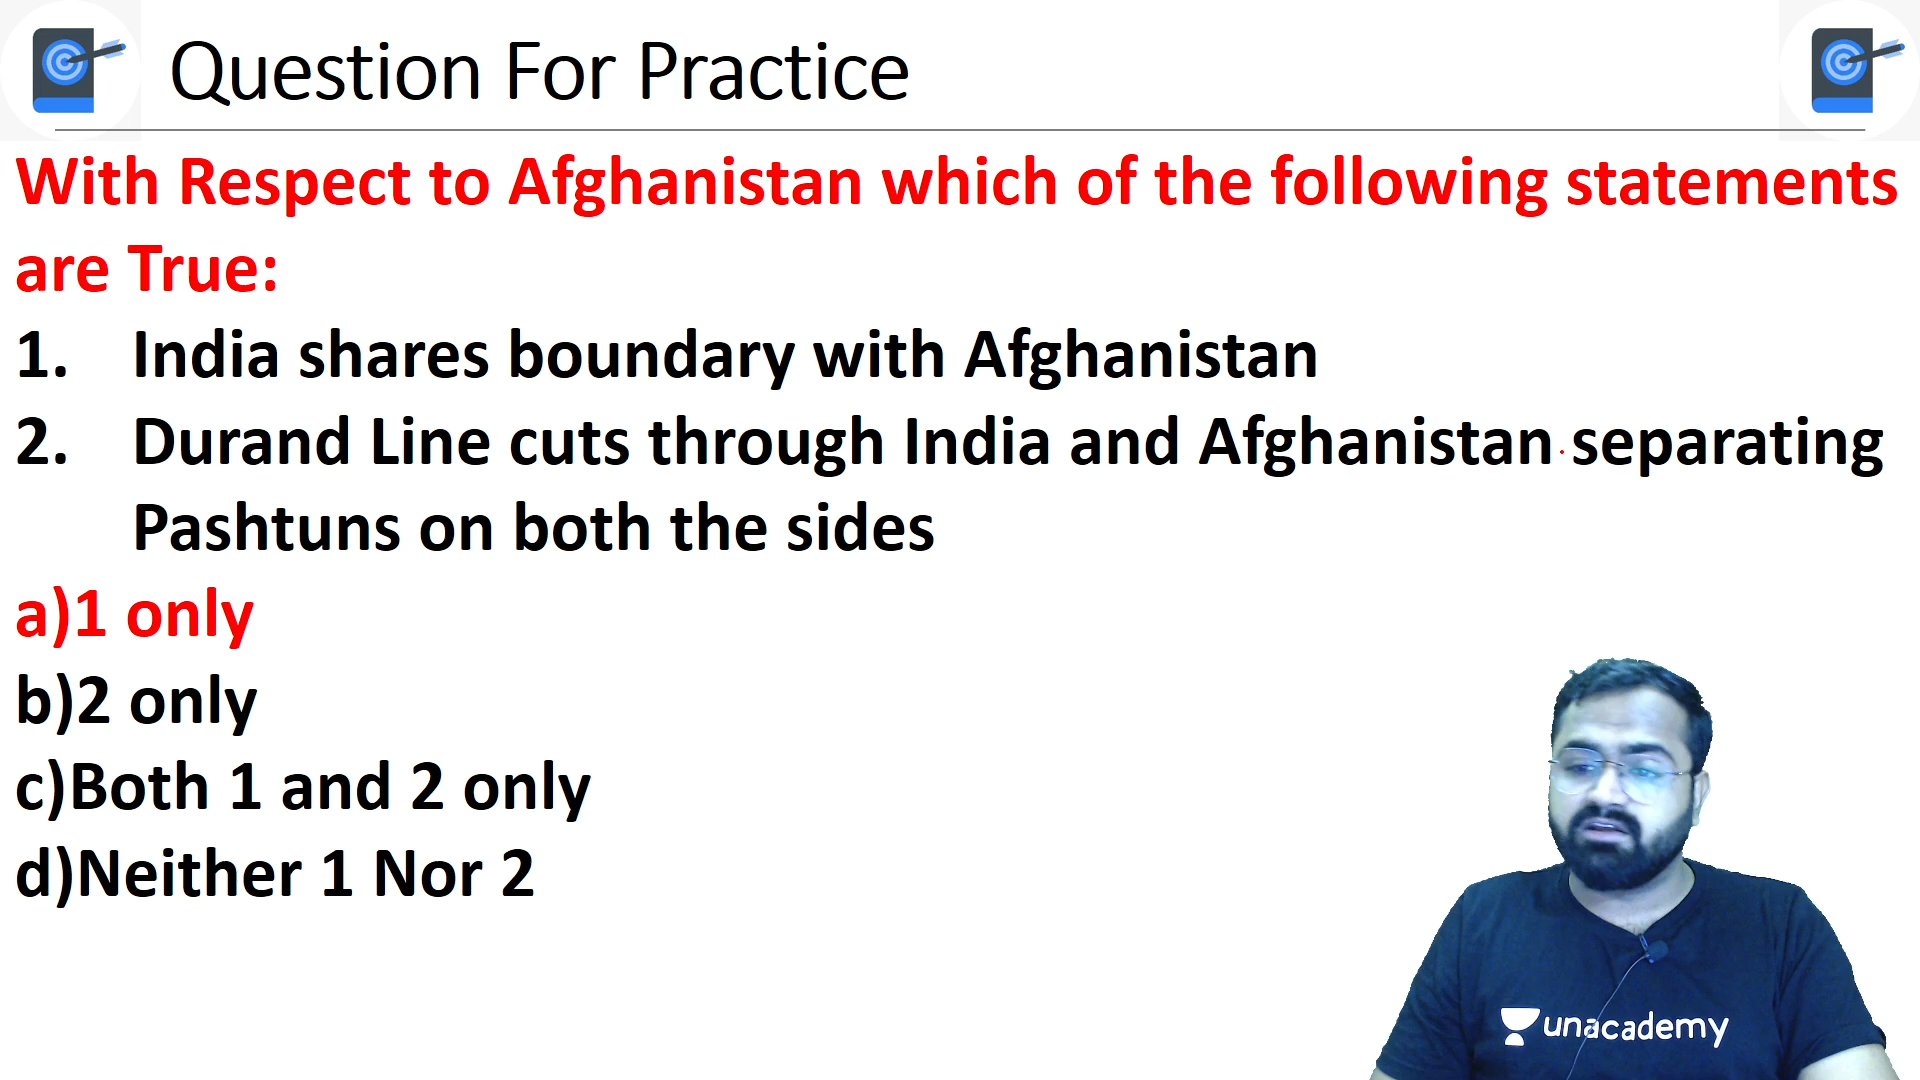 Question For Practice
With Respect to Afghanistan which of the following statements
are True:
1. India shares boundary with Afghanistan
2. Durand Line cuts through India and Afghanistan separating
Pashtuns on both the sides
a)1 only
b)2 only
c)Both 1 and 2 only
d)Neither 1 Nor 2
unacademy